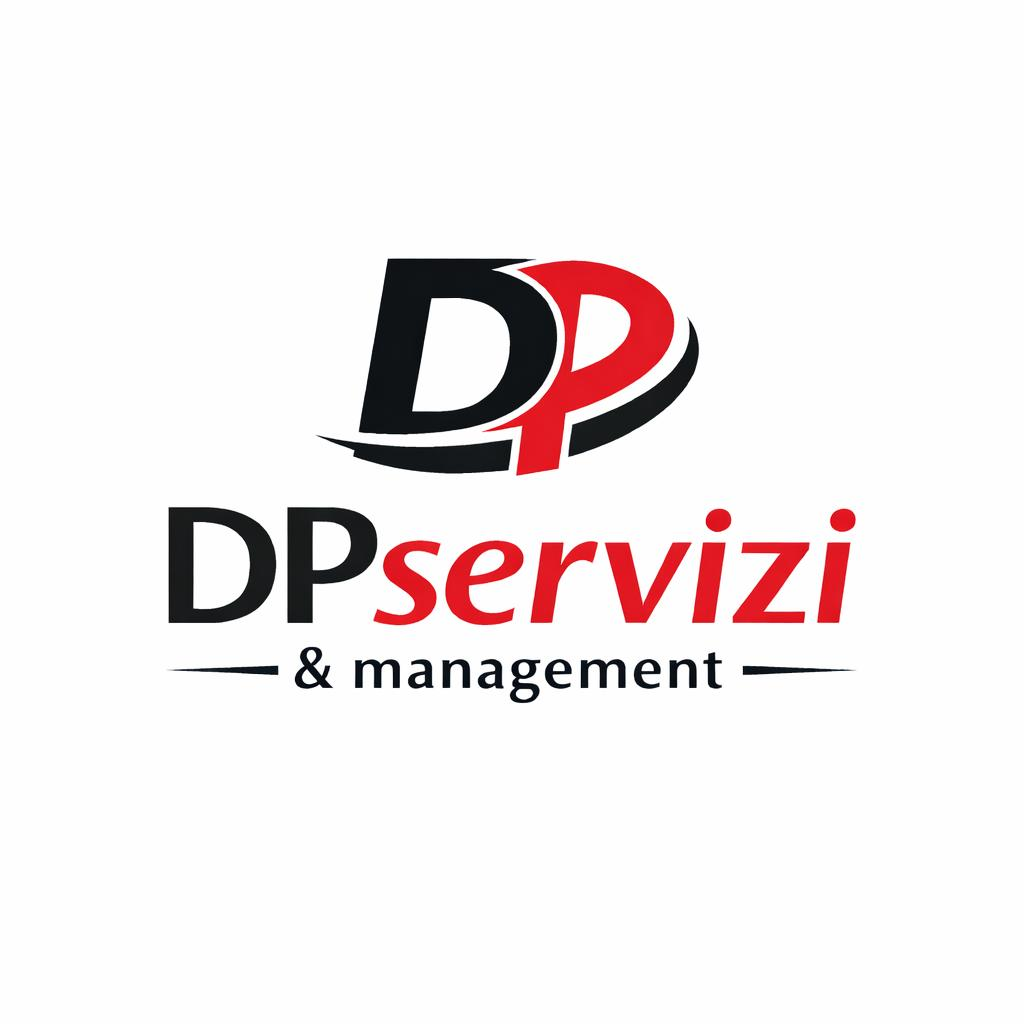 DP
DPservizi
& management